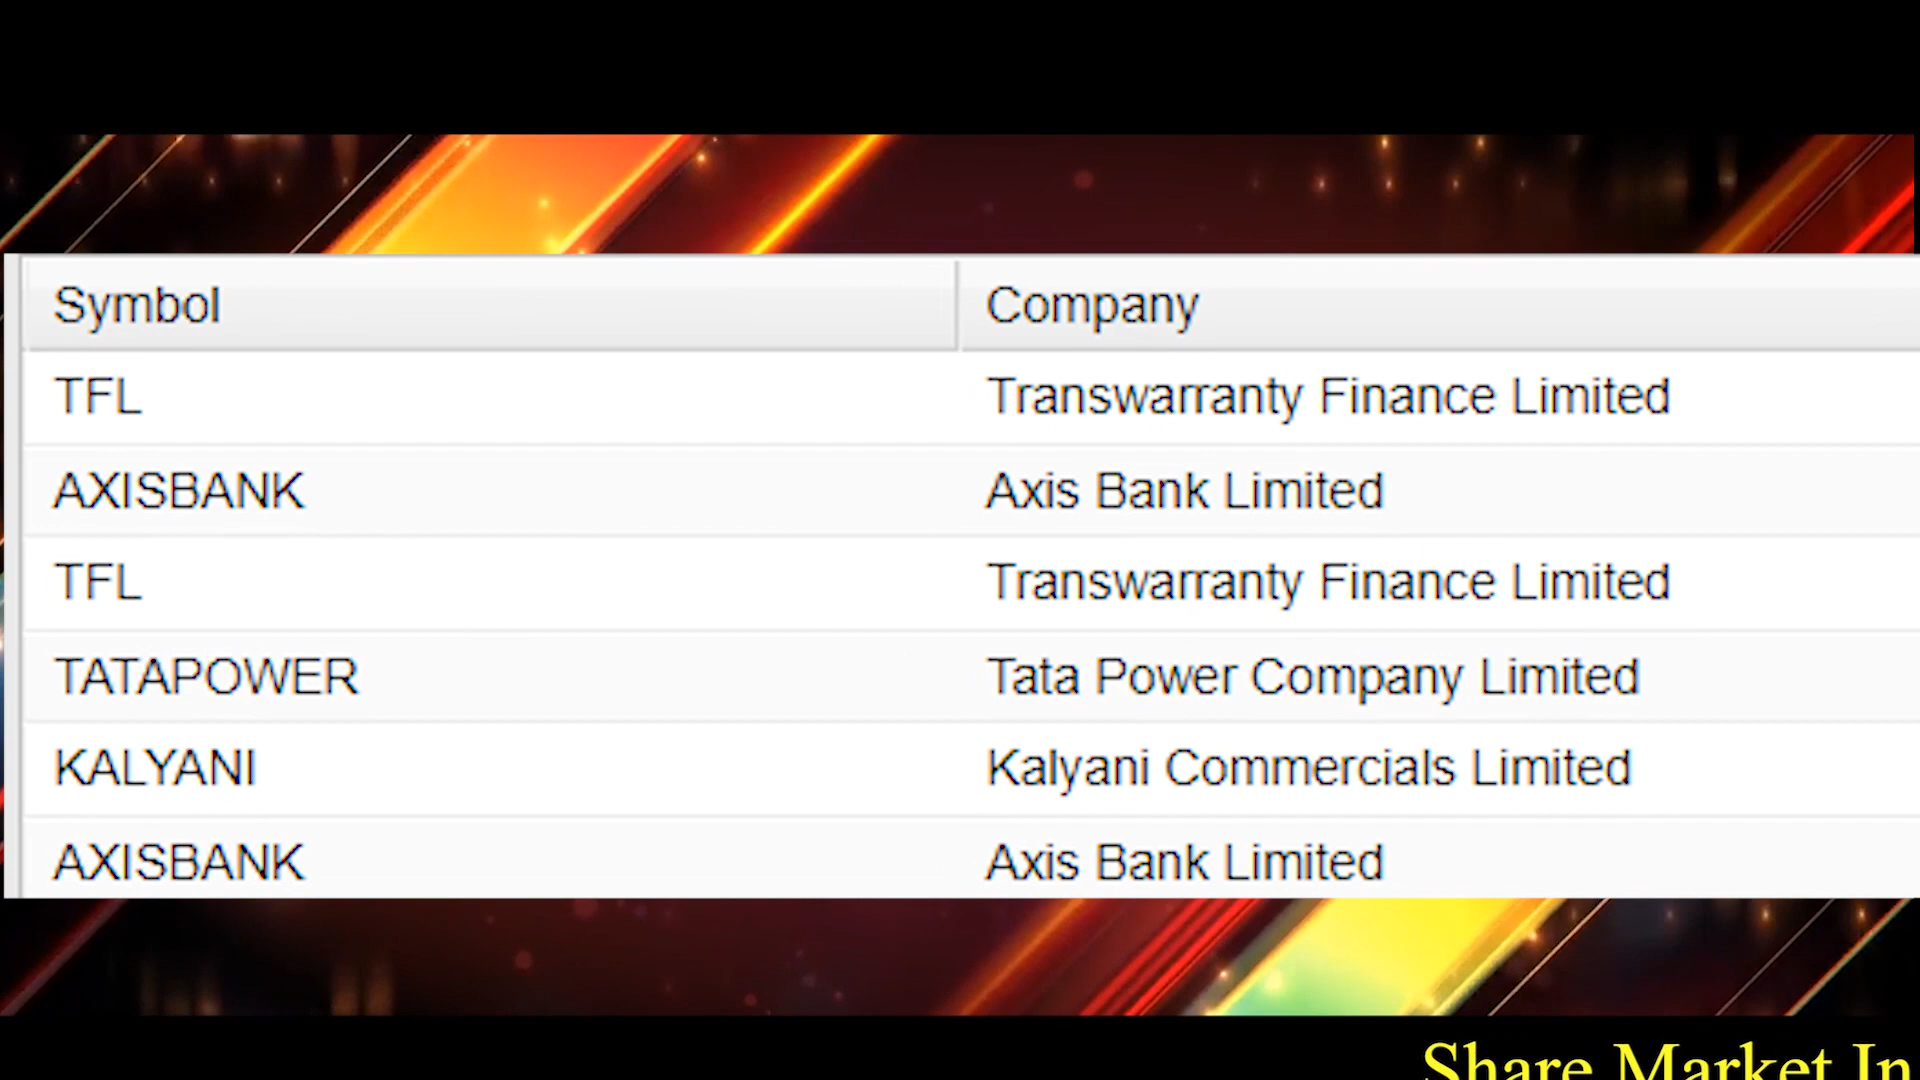 Symbol Company
TFL Transwarranty Finance Limited
AXISBANK Axis Bank Limited
TFL Transwarranty Finance Limited
TATAPOWER Tata Power Company Limited
KALYANI Kalyani Commercials Limited
AXISBANK Axis Bank Limited
Share Market In